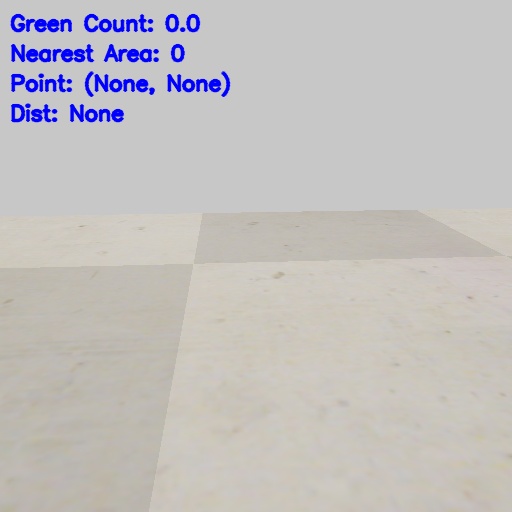 Green Count: 0.0
Nearest Area: 0
Point: (None, None)
Dist: None